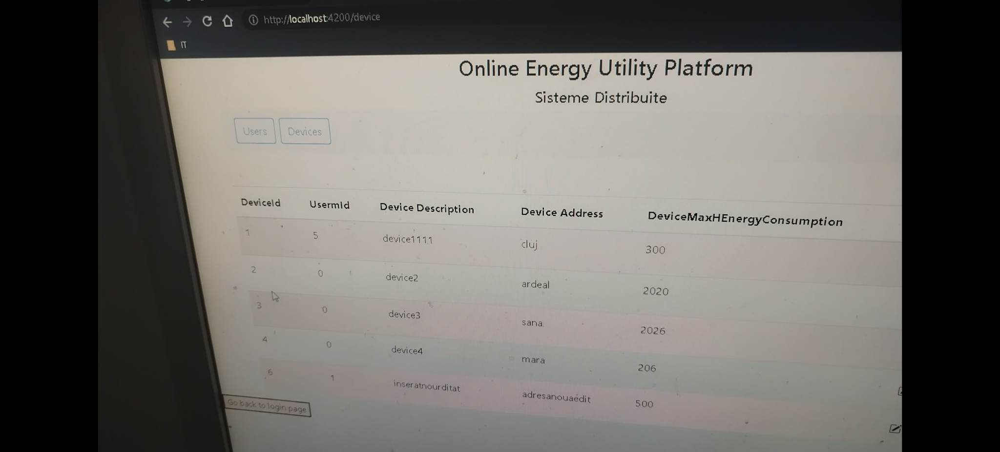 http://localhost:4200/device
IT
Online Energy Utility Platform
Sisteme Distribuite
Users Devices
DeviceId UsermId Device Description Device Address DeviceMaxHEnergyConsumption
1 5 device1111 cluj 300
2 0 device2 ardeal 2020
3 0 device3 sana 2026
4 0 device4 mara 206
6 1 inseratnourditat adresanouaedit 500
Go back to login page